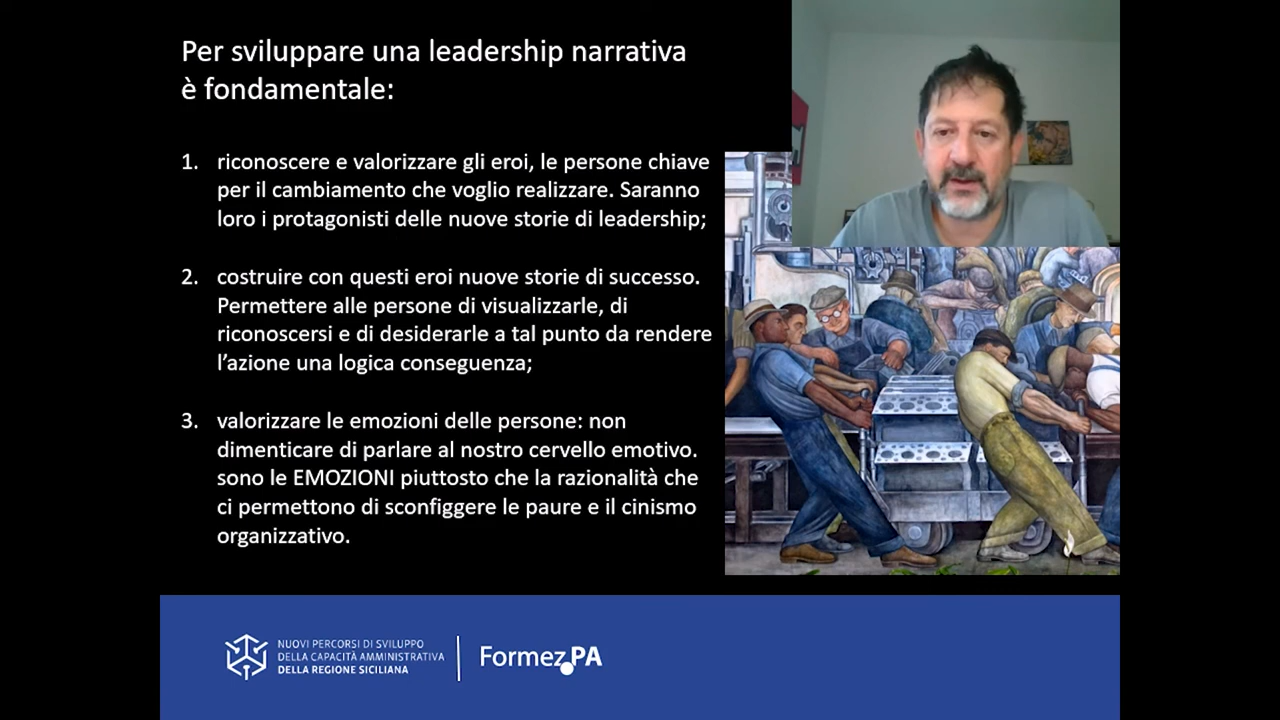 Per sviluppare una leadership narrativa
è fondamentale:
1. riconoscere e valorizzare gli eroi, le persone chiave
per il cambiamento che voglio realizzare. Saranno
loro i protagonisti delle nuove storie di leadership;
2. costruire con questi eroi nuove storie di successo.
Permettere alle persone di visualizzarle, di
riconoscersi e di desiderarle a tal punto da rendere
l’azione una logica conseguenza;
3. valorizzare le emozioni delle persone: non
dimenticare di parlare al nostro cervello emotivo.
sono le EMOZIONI piuttosto che la razionalità che
ci permettono di sconfiggere le paure e il cinismo
organizzativo.
NUOVI PERCORSI DI SVILUPPO
DELLA CAPACITÀ AMMINISTRATIVA
DELLA REGIONE SICILIANA
Formez PA